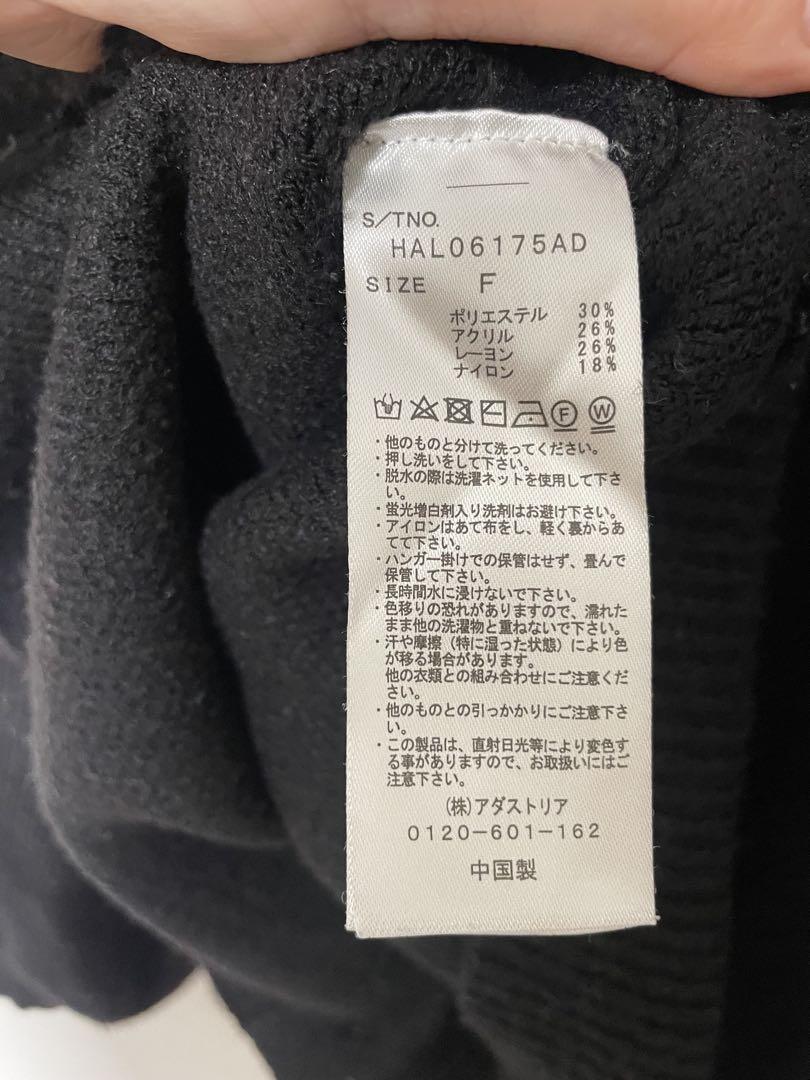 S/TNO.
HAL06175AD
SIZE F
ポリエステル 30%
アクリル 26%
レーヨン 26%
ナイロン 18%
F W
・他のものと分けて洗ってください。
・押し洗いをして下さい。
・脱水の際は洗濯ネットを使用して下さ
い。
・蛍光増白剤入り洗剤はお避け下さい。
・アイロンはあて布をし、軽く裏からあ
てて下さい。
・ハンガー掛けでの保管はせず、畳んで
保管して下さい。
・長時間水に浸けないで下さい。
・色移りの恐れがありますので、濡れた
まま他の洗濯物と重ねないで下さい。
・汗や摩擦（特に湿った状態）により色
が移る場合があります。
他の衣類との組み合わせにご注意くだ
さい。
・他のものとの引っかかりにご注意下さ
い。
・この製品は、直射日光等により変色す
る事がありますので、お取扱いにはご
注意下さい。
(株)アダストリア
0120-601-162
中国製